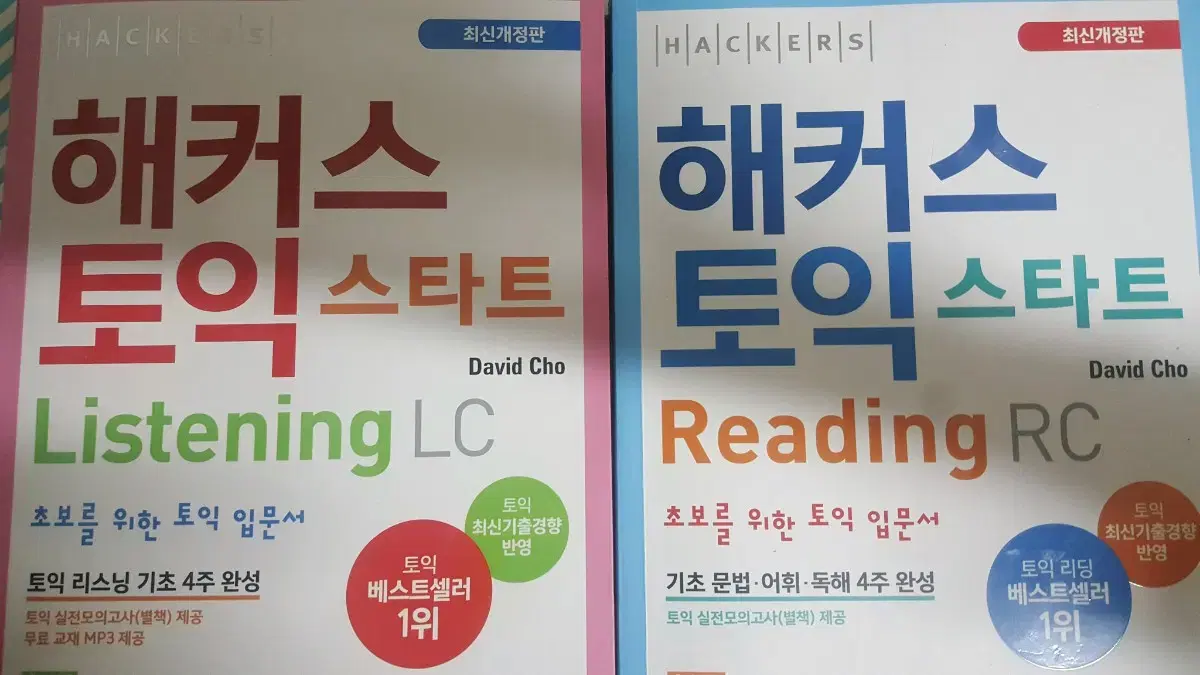 HACKERS
최신개정판
해커스
토익 스타트
David Cho
Listening LC
초보를 위한 토익 입문서
토익
최신기출경향
반영
토익 리스닝 기초 4주 완성
토익 실전모의고사(별책) 제공
무료 교재 MP3 제공
토익
베스트셀러
1위
HACKERS
최신개정판
해커스
토익 스타트
David Cho
Reading RC
초보를 위한 토익 입문서
토익
최신기출경향
반영
기초 문법·어휘·독해 4주 완성
토익 실전모의고사(별책) 제공
토익 리딩
베스트셀러
1위